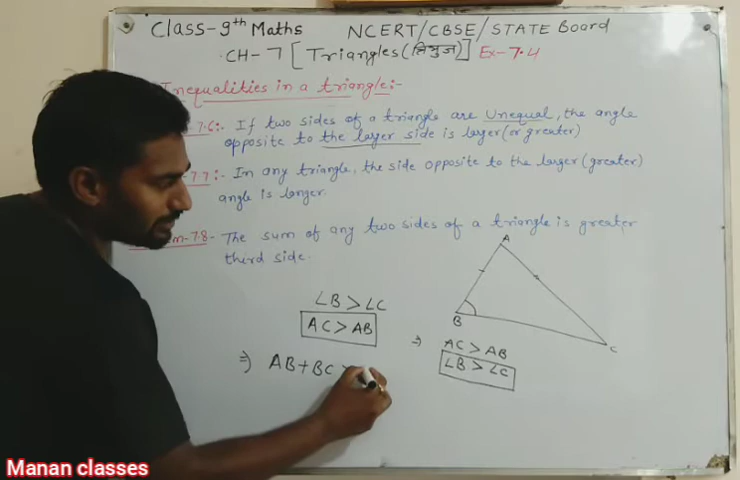 Class-9th Maths NCERT/CBSE/STATE Board
CH-7 [Triangles (त्रिभुज)] Ex-7.4
Inequalities in a triangle:-
7.6:- If two sides of a triangle are Unequal, the angle
opposite to the larger side is larger (or greater)
7.7:- In any triangle, the side opposite to the larger (greater)
angle is longer.
7.8- The sum of any two sides of a triangle is greater
third side.
A
B
C
∠B > ∠C
AC > AB
⇒ AC > AB
∠B > ∠C
⇒ AB + BC >
Manan classes